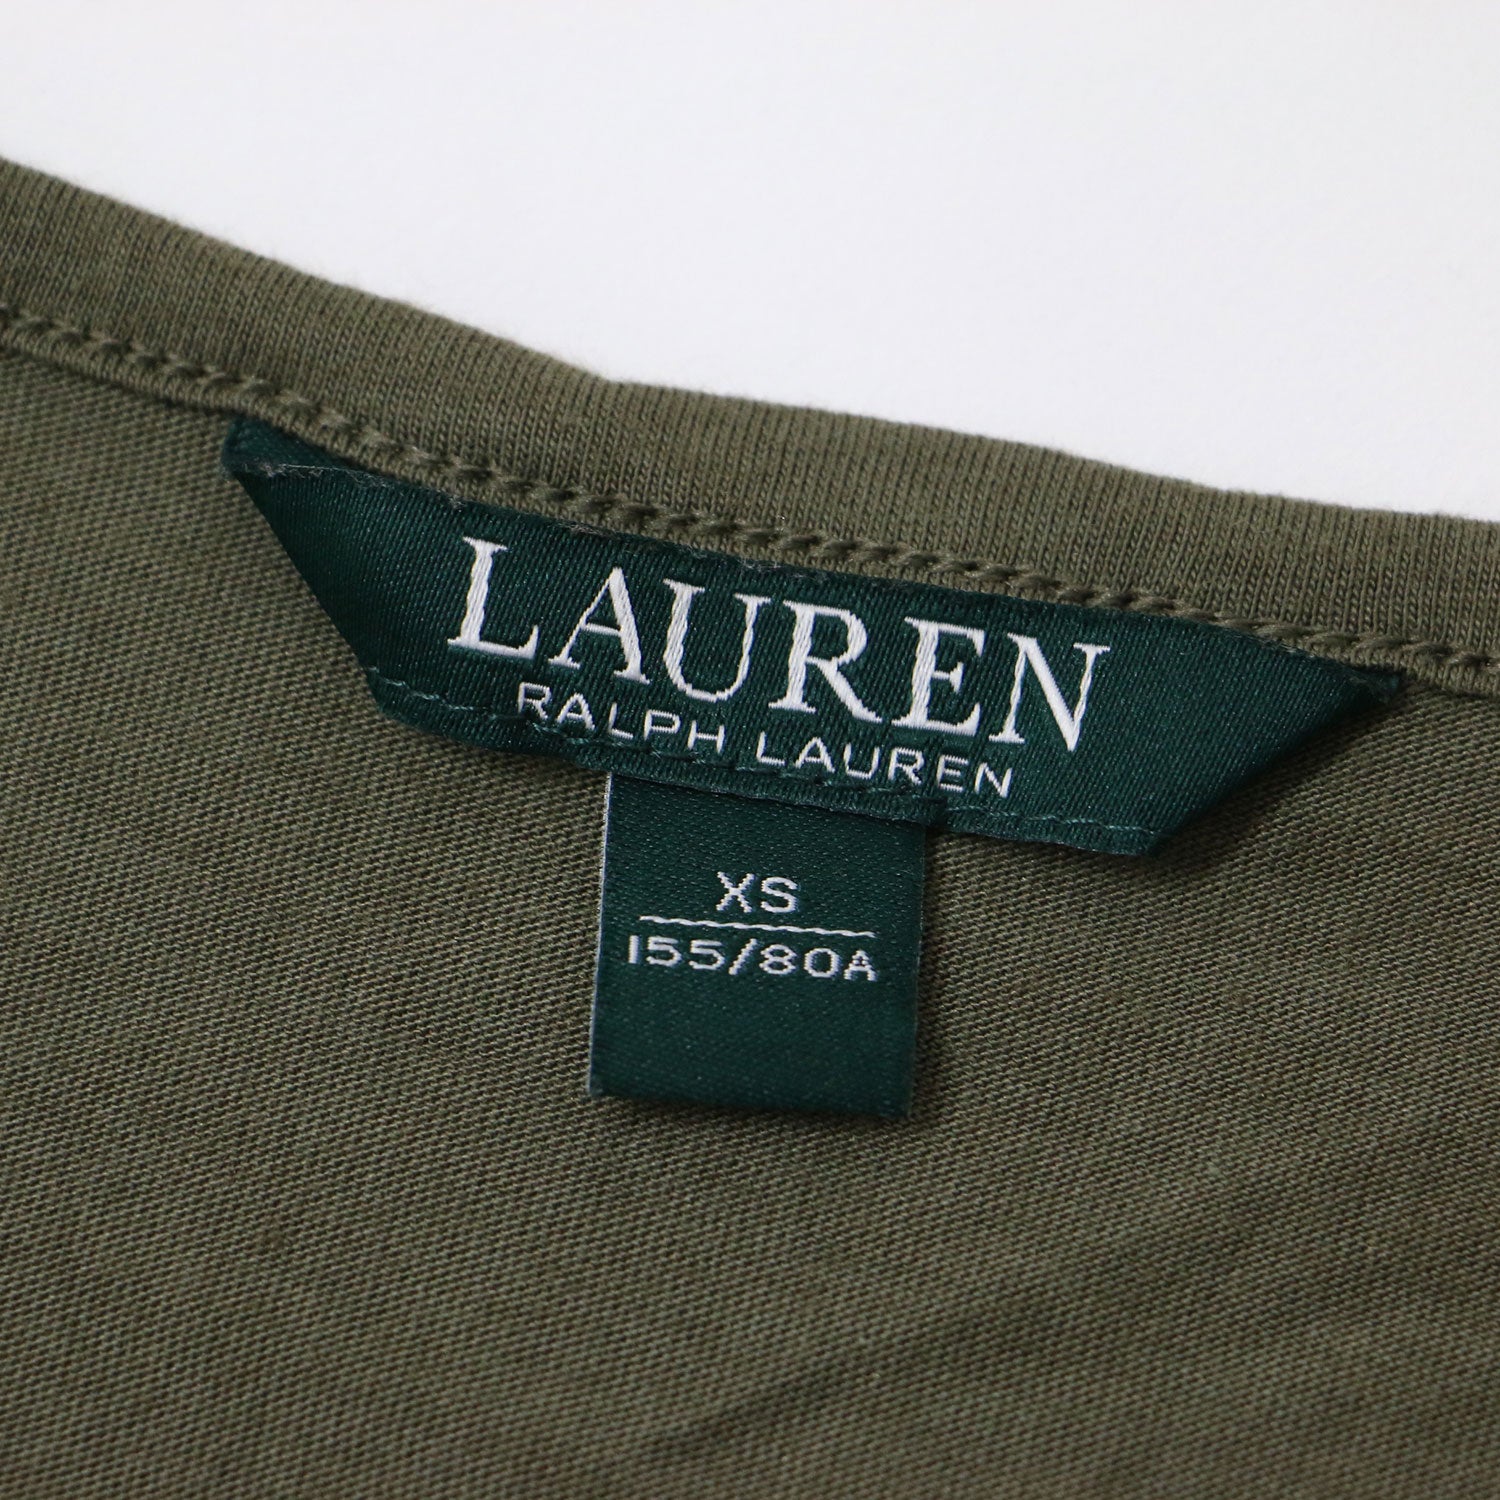 LAUREN
RALPH LAUREN
XS
155/80A